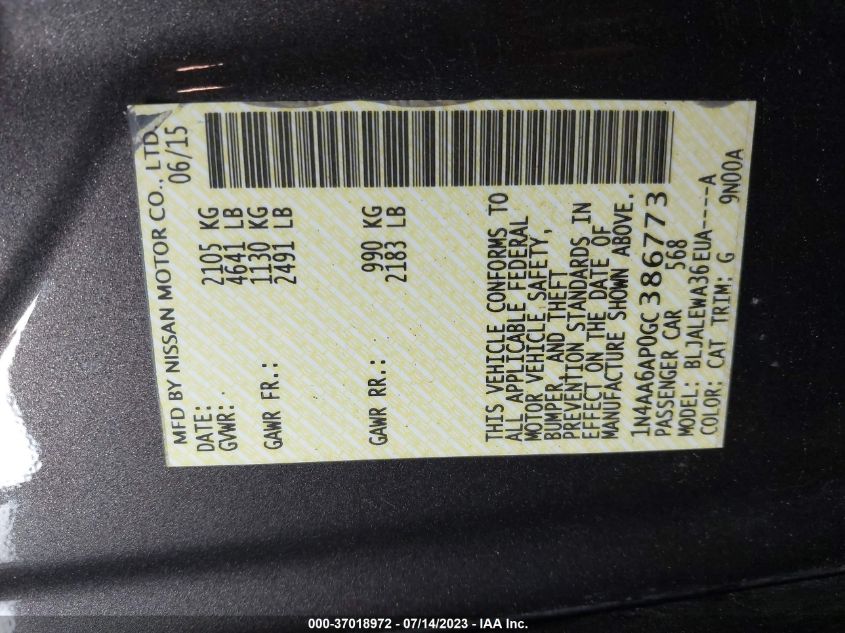 MFD BY NISSAN MOTOR CO., LTD.
DATE: 06/15
GVWR: 2105 KG
4641 LB
GAWR FR.: 1130 KG
2491 LB
GAWR RR.: 990 KG
2183 LB
THIS VEHICLE CONFORMS TO
ALL APPLICABLE FEDERAL
MOTOR VEHICLE SAFETY,
BUMPER, AND THEFT
PREVENTION STANDARDS IN
EFFECT ON THE DATE OF
MANUFACTURE SHOWN ABOVE.
1N4AA6AP0GC386773
PASSENGER CAR
568
MODEL: BLJALEWA36EUA----A
COLOR: CAT TRIM: G 9N00A
000-37018972 - 07/14/2023 - IAA Inc.